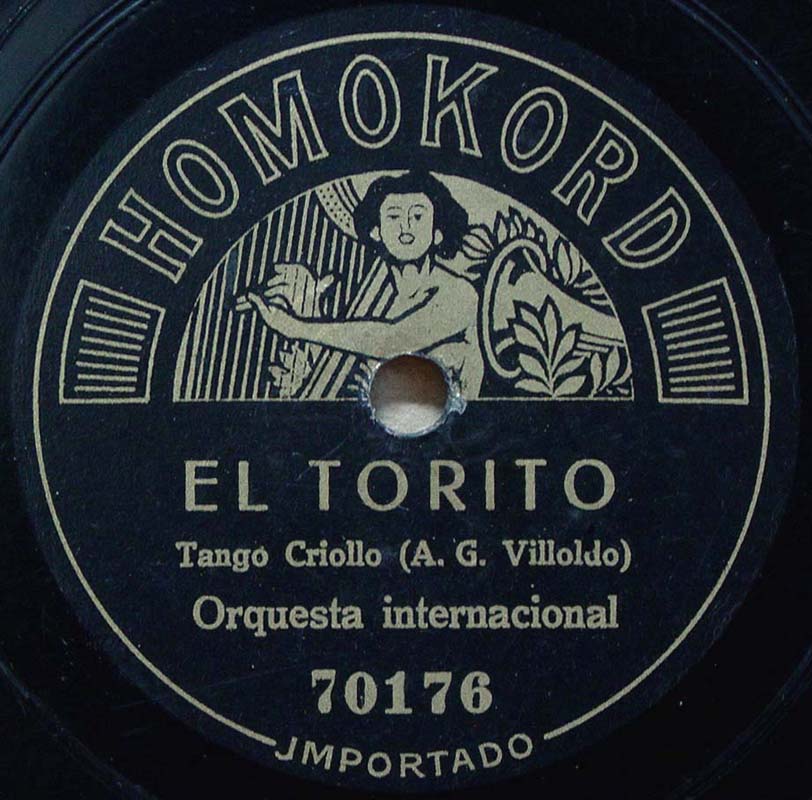 HOMOKORD
EL TORITO
Tango Criollo (A. G. Villoldo)
Orquesta internacional
70176
JMPORTADO